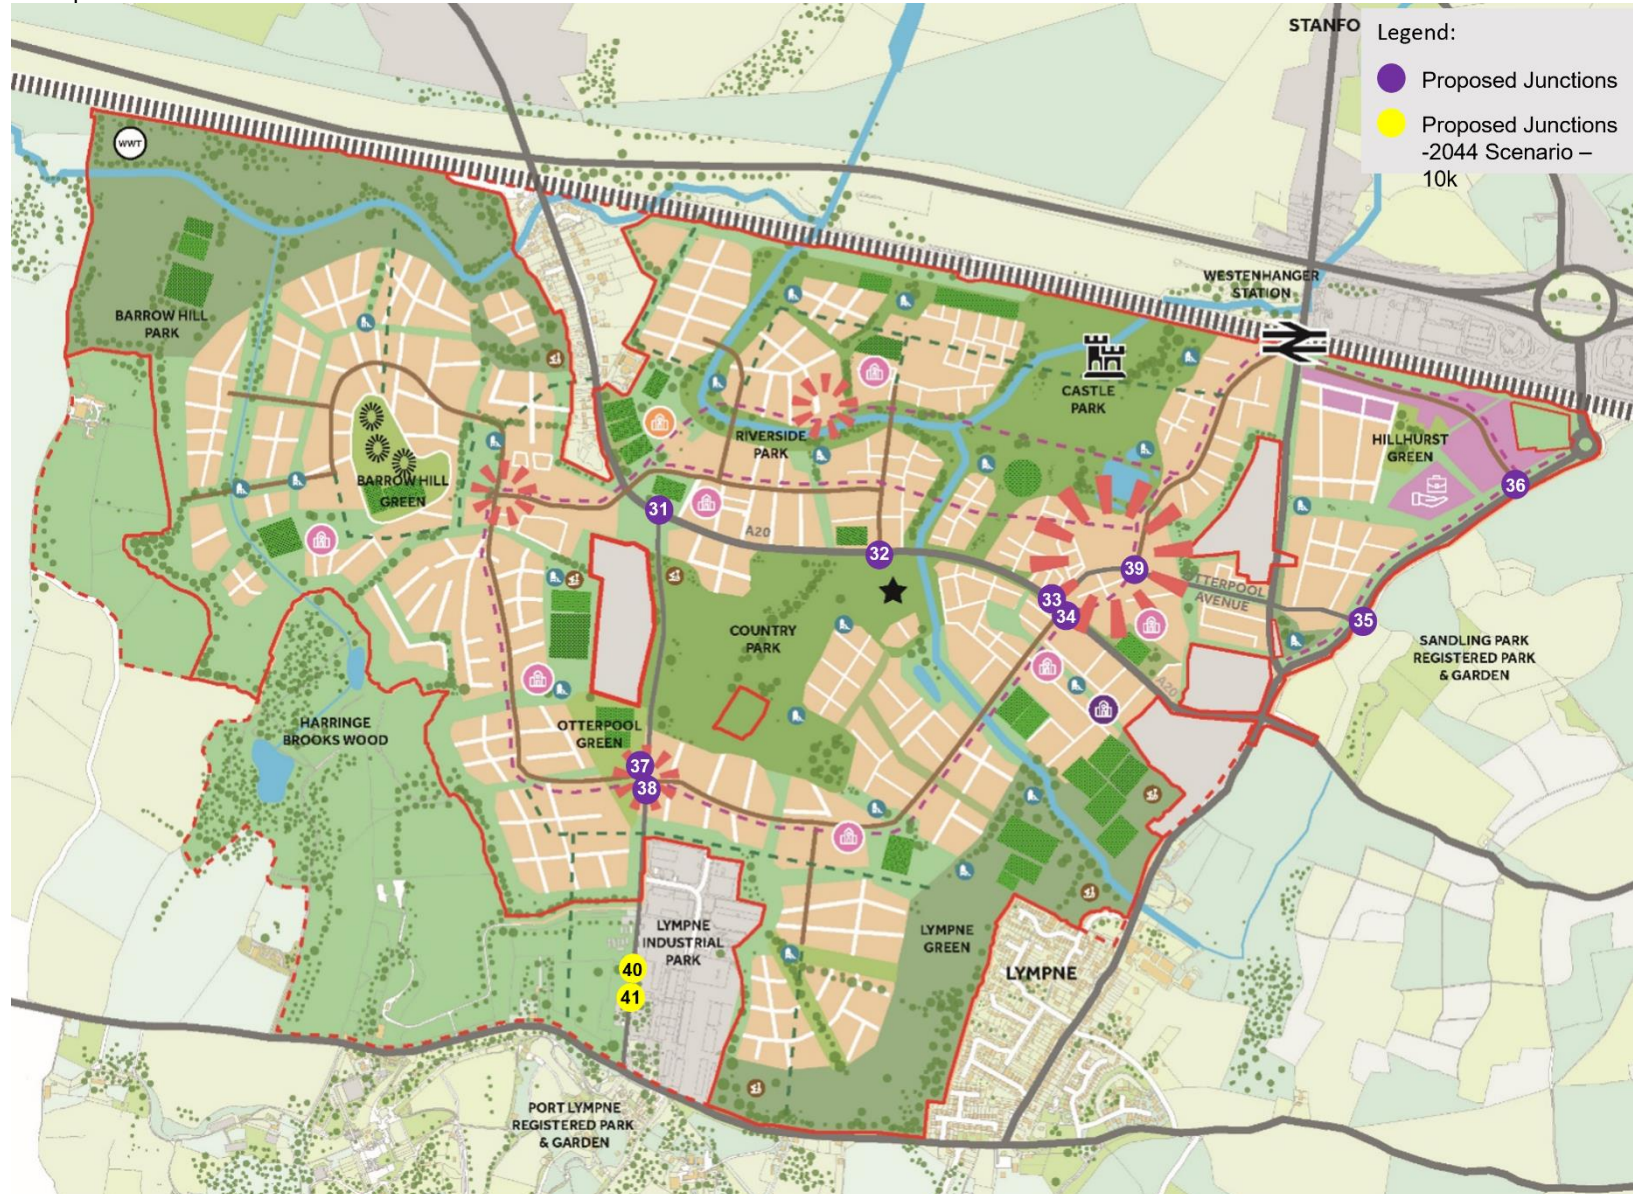 STANFO
Legend:
Proposed Junctions
Proposed Junctions
-2044 Scenario –
10k
WWT
WESTENHANGER
STATION
BARROW HILL
PARK
CASTLE
PARK
RIVERSIDE
PARK
HILLHURST
GREEN
BARROW HILL
GREEN
36
31
A20
32
39
OTTERPOOL
AVENUE
33
34
35
COUNTRY
PARK
SANDLING PARK
REGISTERED PARK
& GARDEN
A20
HARRINGE
BROOKS WOOD
OTTERPOOL
GREEN
37
38
LYMPNE
INDUSTRIAL
PARK
LYMPNE
GREEN
LYMPNE
40
41
PORT LYMPNE
REGISTERED PARK
& GARDEN